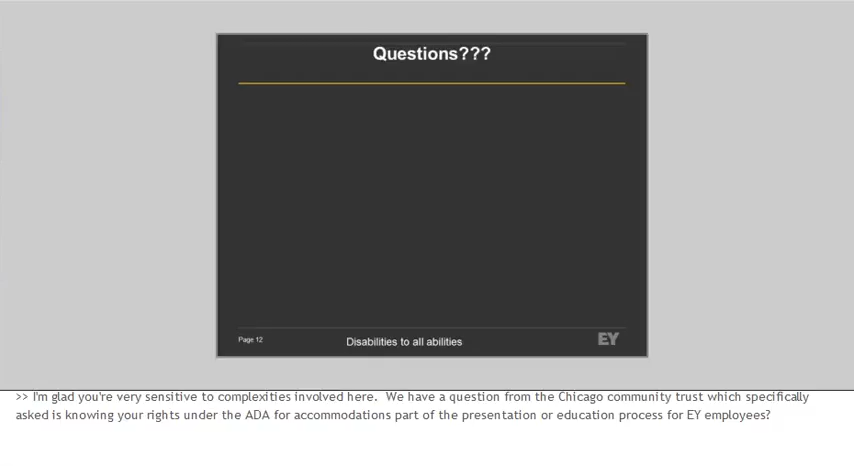 Questions???
Page 12
Disabilities to all abilities
EY
>> I'm glad you're very sensitive to complexities involved here.  We have a question from the Chicago community trust which specifically
asked is knowing your rights under the ADA for accommodations part of the presentation or education process for EY employees?